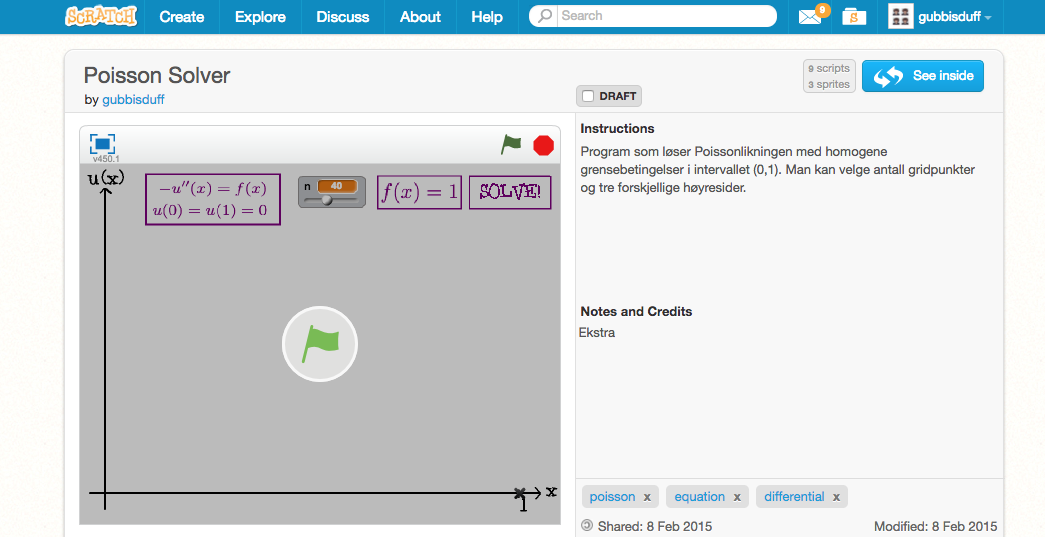 SCRATCH Create Explore Discuss About Help Search 9 S gubbisduff
Poisson Solver
by gubbisduff
9 scripts
3 sprites
See inside
DRAFT
v450.1
u(x)
−u′′(x) = f(x)
u(0) = u(1) = 0
n 40
f(x) = 1
SOLVE!
x
1
Instructions
Program som løser Poissonlikningen med homogene
grensebetingelser i intervallet (0,1). Man kan velge antall gridpunkter
og tre forskjellige høyresider.
Notes and Credits
Ekstra
poisson x equation x differential x
Shared: 8 Feb 2015 Modified: 8 Feb 2015